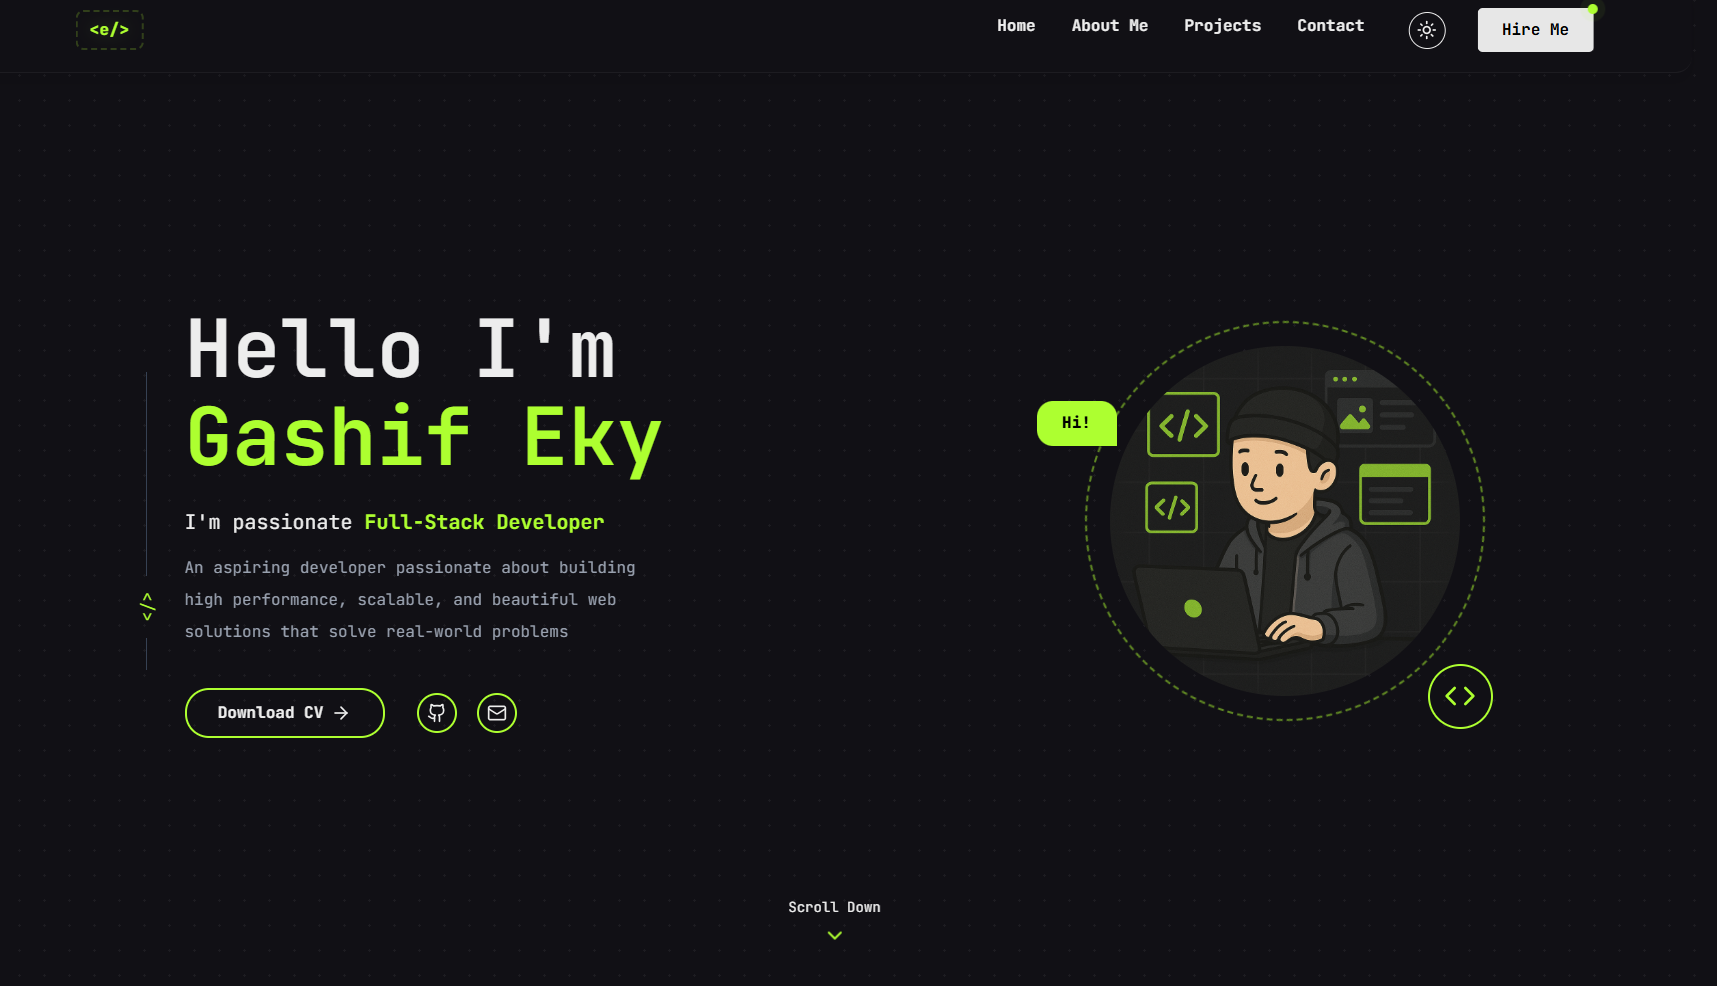 <e/>
Home
About Me
Projects
Contact
Hire Me
Hello I'm
Gashif Eky
I'm passionate Full-Stack Developer
An aspiring developer passionate about building
high performance, scalable, and beautiful web
solutions that solve real-world problems
</>
Download CV →
Hi!
</>
</>
<>
Scroll Down